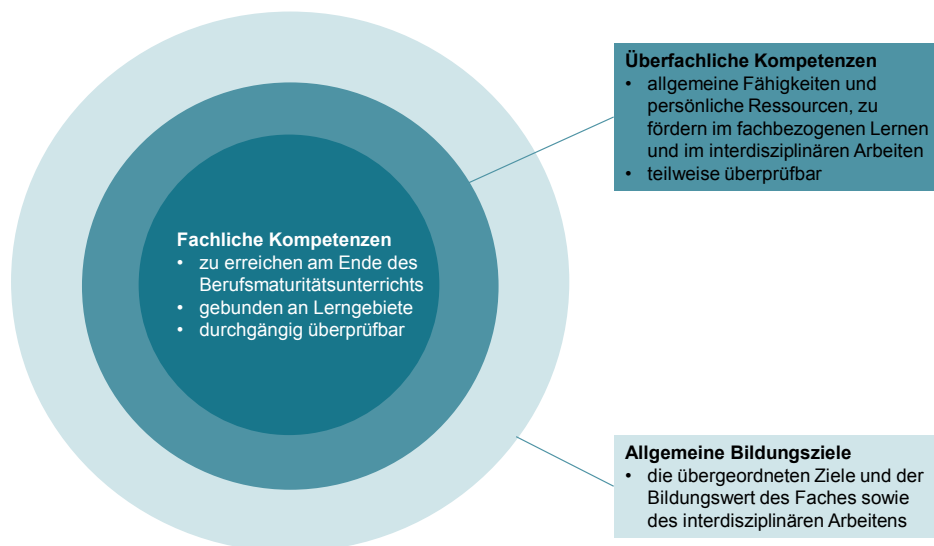 Überfachliche Kompetenzen
• allgemeine Fähigkeiten und
persönliche Ressourcen, zu
fördern im fachbezogenen Lernen
und im interdisziplinären Arbeiten
• teilweise überprüfbar
Fachliche Kompetenzen
• zu erreichen am Ende des
Berufsmaturitätsunterrichts
• gebunden an Lerngebiete
• durchgängig überprüfbar
Allgemeine Bildungsziele
• die übergeordneten Ziele und der
Bildungswert des Faches sowie
des interdisziplinären Arbeitens